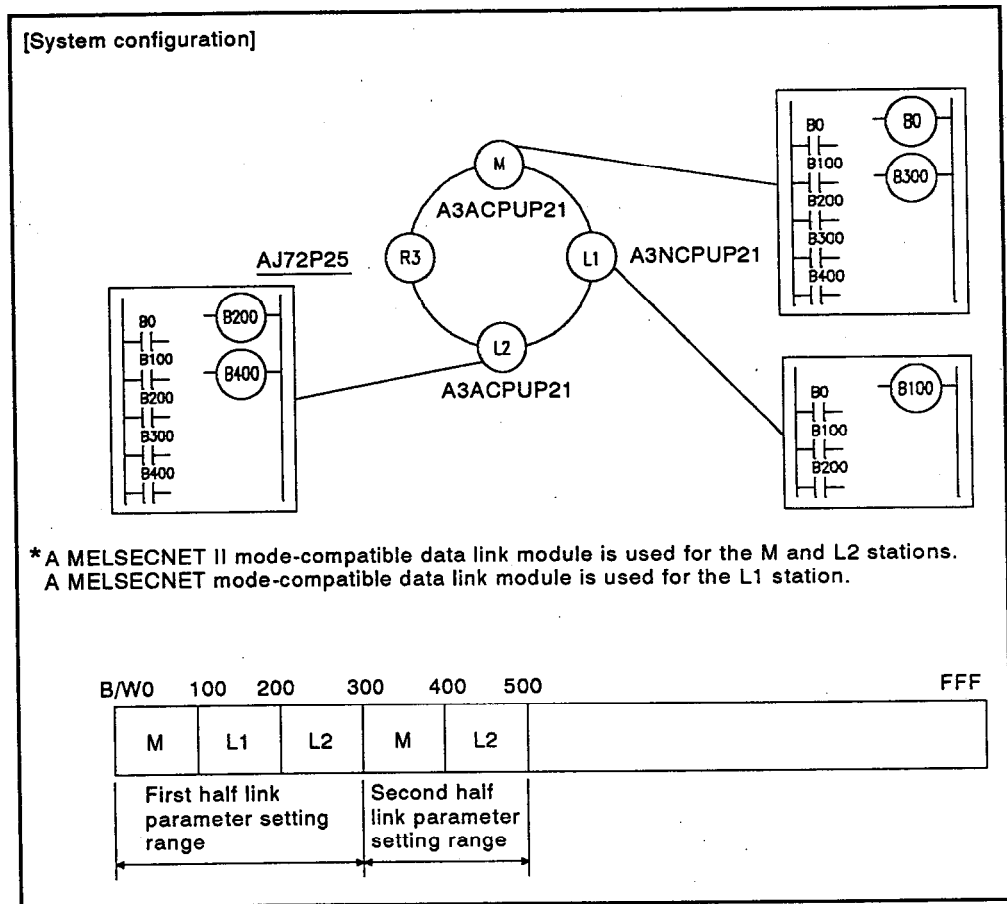 [System configuration]
M
A3ACPUP21
AJ72P25
R3
L1
A3NCPUP21
L2
A3ACPUP21
B0
B0
B100
B300
B200
B300
B400
B0
B200
B100
B400
B200
B300
B400
B0
B100
B100
B200
*A MELSECNET II mode-compatible data link module is used for the M and L2 stations.
A MELSECNET mode-compatible data link module is used for the L1 station.
B/W0 100 200 300 400 500 FFF
M L1 L2 M L2
First half link
parameter setting
range
Second half
link parameter
setting range